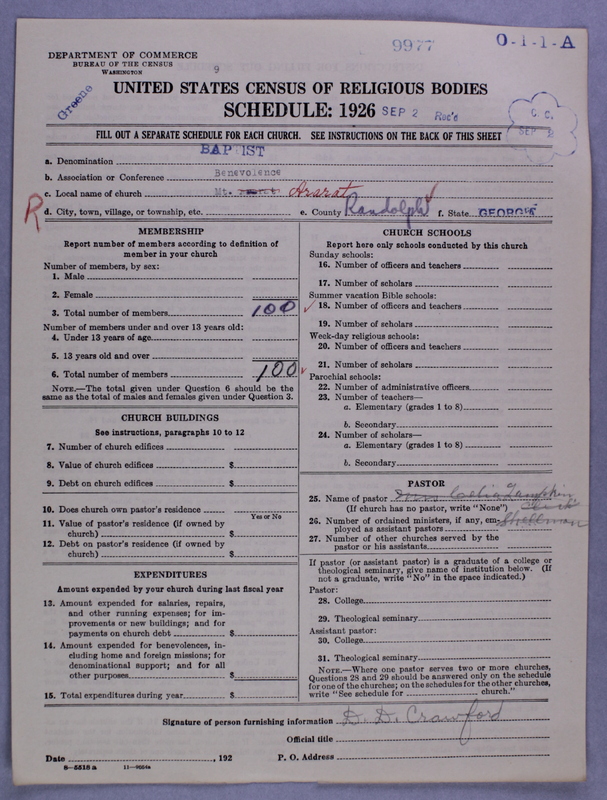 9977 O-1-1-A
DEPARTMENT OF COMMERCE
BUREAU OF THE CENSUS
WASHINGTON
9
Greene
UNITED STATES CENSUS OF RELIGIOUS BODIES
SCHEDULE: 1926 SEP 2 Rec'd
C. C.
SEP 2
FILL OUT A SEPARATE SCHEDULE FOR EACH CHURCH. SEE INSTRUCTIONS ON THE BACK OF THIS SHEET
a. Denomination BAPTIST
b. Association or Conference Benevolence
c. Local name of church Mt. Ararat
R
d. City, town, village, or township, etc. e. County Randolph f. State GEORGIA
MEMBERSHIP
Report number of members according to definition of
member in your church
Number of members, by sex:
1. Male
2. Female
3. Total number of members 100
Number of members under and over 13 years old:
4. Under 13 years of age
5. 13 years old and over
6. Total number of members 100
NOTE.—The total given under Question 6 should be the
same as the total of males and females given under Question 3.
CHURCH BUILDINGS
See instructions, paragraphs 10 to 12
7. Number of church edifices
8. Value of church edifices $
9. Debt on church edifices $
10. Does church own pastor's residence
Yes or No
11. Value of pastor's residence (if owned by
church) $
12. Debt on pastor's residence (if owned by
church) $
EXPENDITURES
Amount expended by your church during last fiscal year
13. Amount expended for salaries, repairs,
and other running expenses; for im-
provements or new buildings; and for
payments on church debt $
14. Amount expended for benevolences, in-
cluding home and foreign missions; for
denominational support; and for all
other purposes $
15. Total expenditures during year $
CHURCH SCHOOLS
Report here only schools conducted by this church
Sunday schools:
16. Number of officers and teachers
17. Number of scholars
Summer vacation Bible schools:
18. Number of officers and teachers
19. Number of scholars
Week-day religious schools:
20. Number of officers and teachers
21. Number of scholars
Parochial schools:
22. Number of administrative officers
23. Number of teachers—
a. Elementary (grades 1 to 8)
b. Secondary
24. Number of scholars—
a. Elementary (grades 1 to 8)
b. Secondary
PASTOR
25. Name of pastor Celia Lampkin
(If church has no pastor, write "None") Clerk
26. Number of ordained ministers, if any, em- Shellman
ployed as assistant pastors
27. Number of other churches served by the
pastor or his assistants
If pastor (or assistant pastor) is a graduate of a college or
theological seminary, give name of institution below. (If
not a graduate, write "No" in the space indicated.)
Pastor:
28. College
29. Theological seminary
Assistant pastor:
30. College
31. Theological seminary
NOTE.—Where one pastor serves two or more churches,
Questions 28 and 29 should be answered only on the schedule
for one of the churches; on the schedules for the other churches,
write "See schedule for church."
Signature of person furnishing information D. D. Crawford
Official title
Date , 192 P. O. Address
8—5518 a 11—9554a